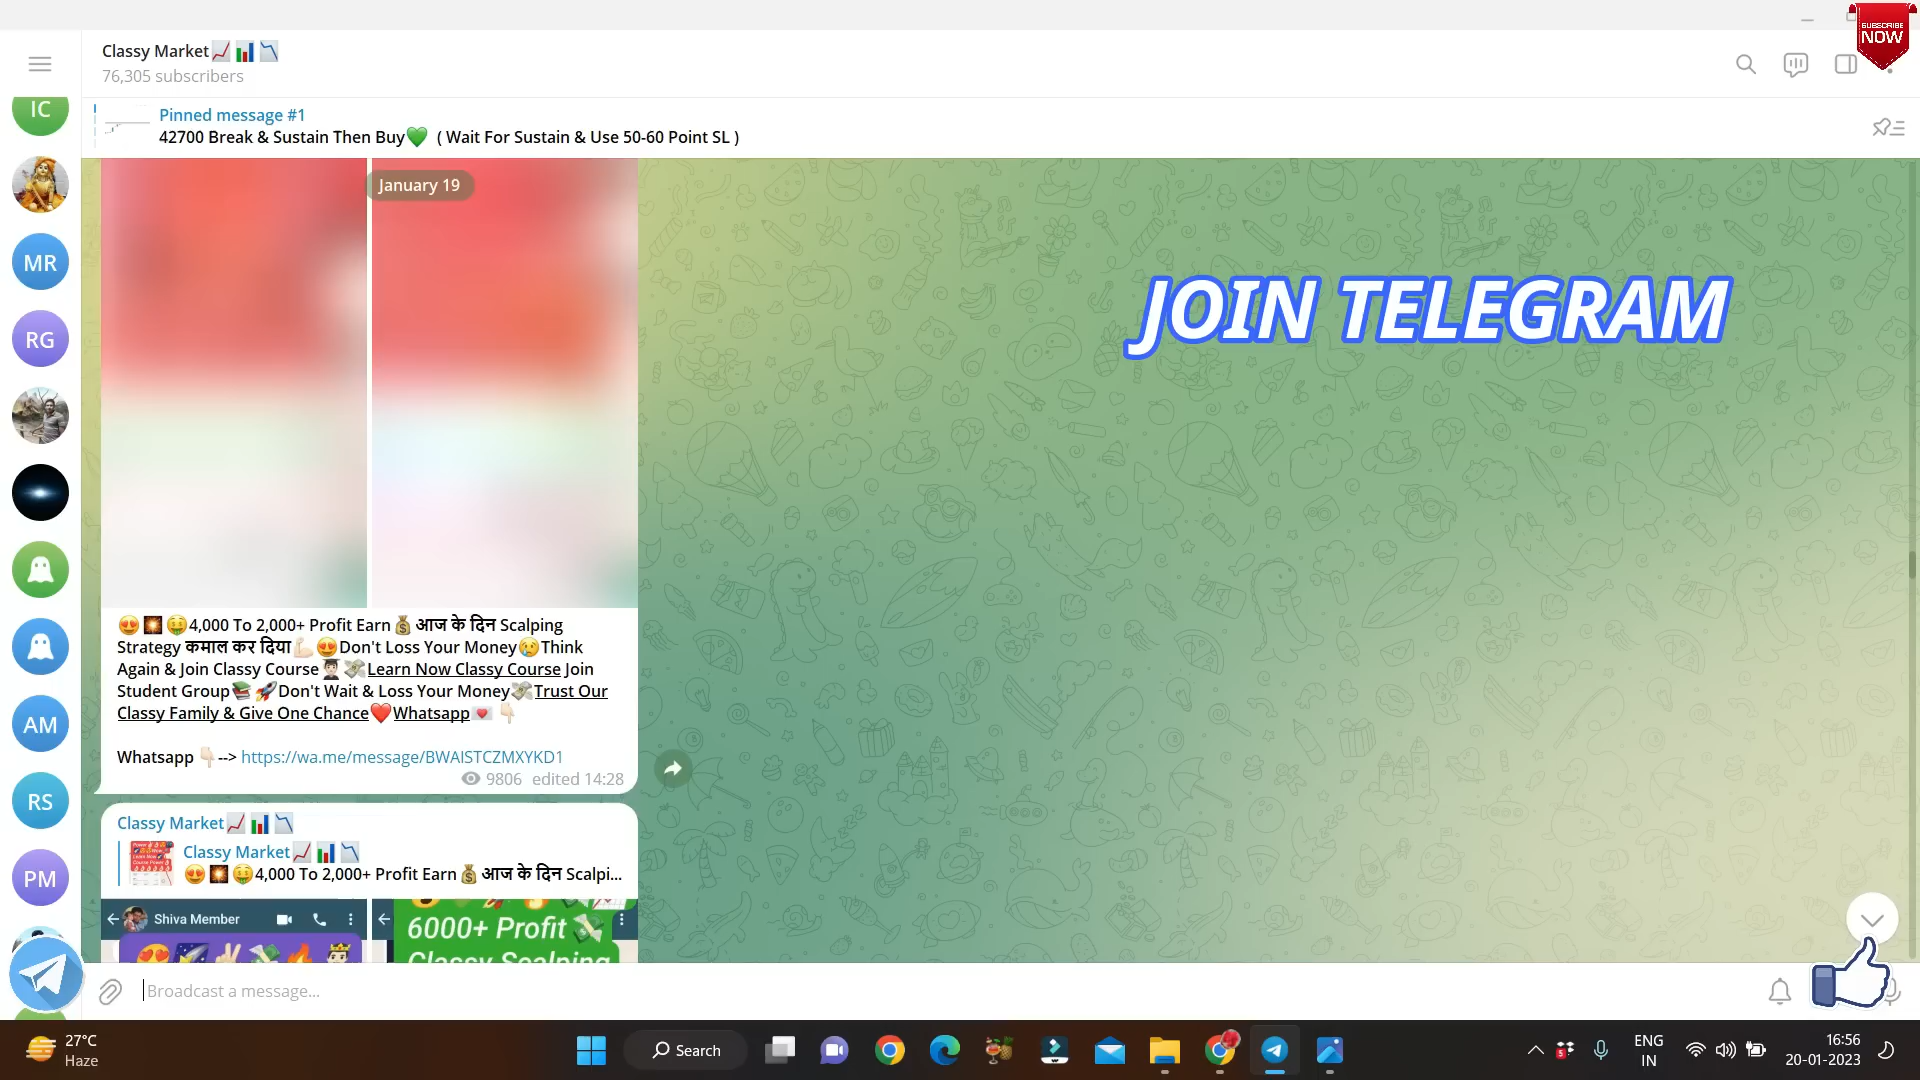 SUBSCRIBE
NOW
Classy Market📈📊📉
76,305 subscribers
Pinned message #1
42700 Break & Sustain Then Buy💚 ( Wait For Sustain & Use 50-60 Point SL )
IC
MR
RG
AM
RS
PM
January 19
JOIN TELEGRAM
😍🎇🤑4,000 To 2,000+ Profit Earn💰आज के दिन Scalping
Strategy कमाल कर दिया💪🏻😍Don't Loss Your Money😢Think
Again & Join Classy Course👨🏻‍🎓💸Learn Now Classy Course Join
Student Group📚🚀Don't Wait & Loss Your Money💸Trust Our
Classy Family & Give One Chance❤️Whatsapp💌👇🏻
Whatsapp👇🏻--> https://wa.me/message/BWAISTCZMXYKD1
9806 edited 14:28
Classy Market📈📊📉
Classy Market📈📊📉
😍🎇🤑4,000 To 2,000+ Profit Earn💰आज के दिन Scalpi...
Shiva Member
6000+ Profit💸
Classy Scalping
Broadcast a message...
27°C
Haze
Search
ENG
IN
16:56
20-01-2023